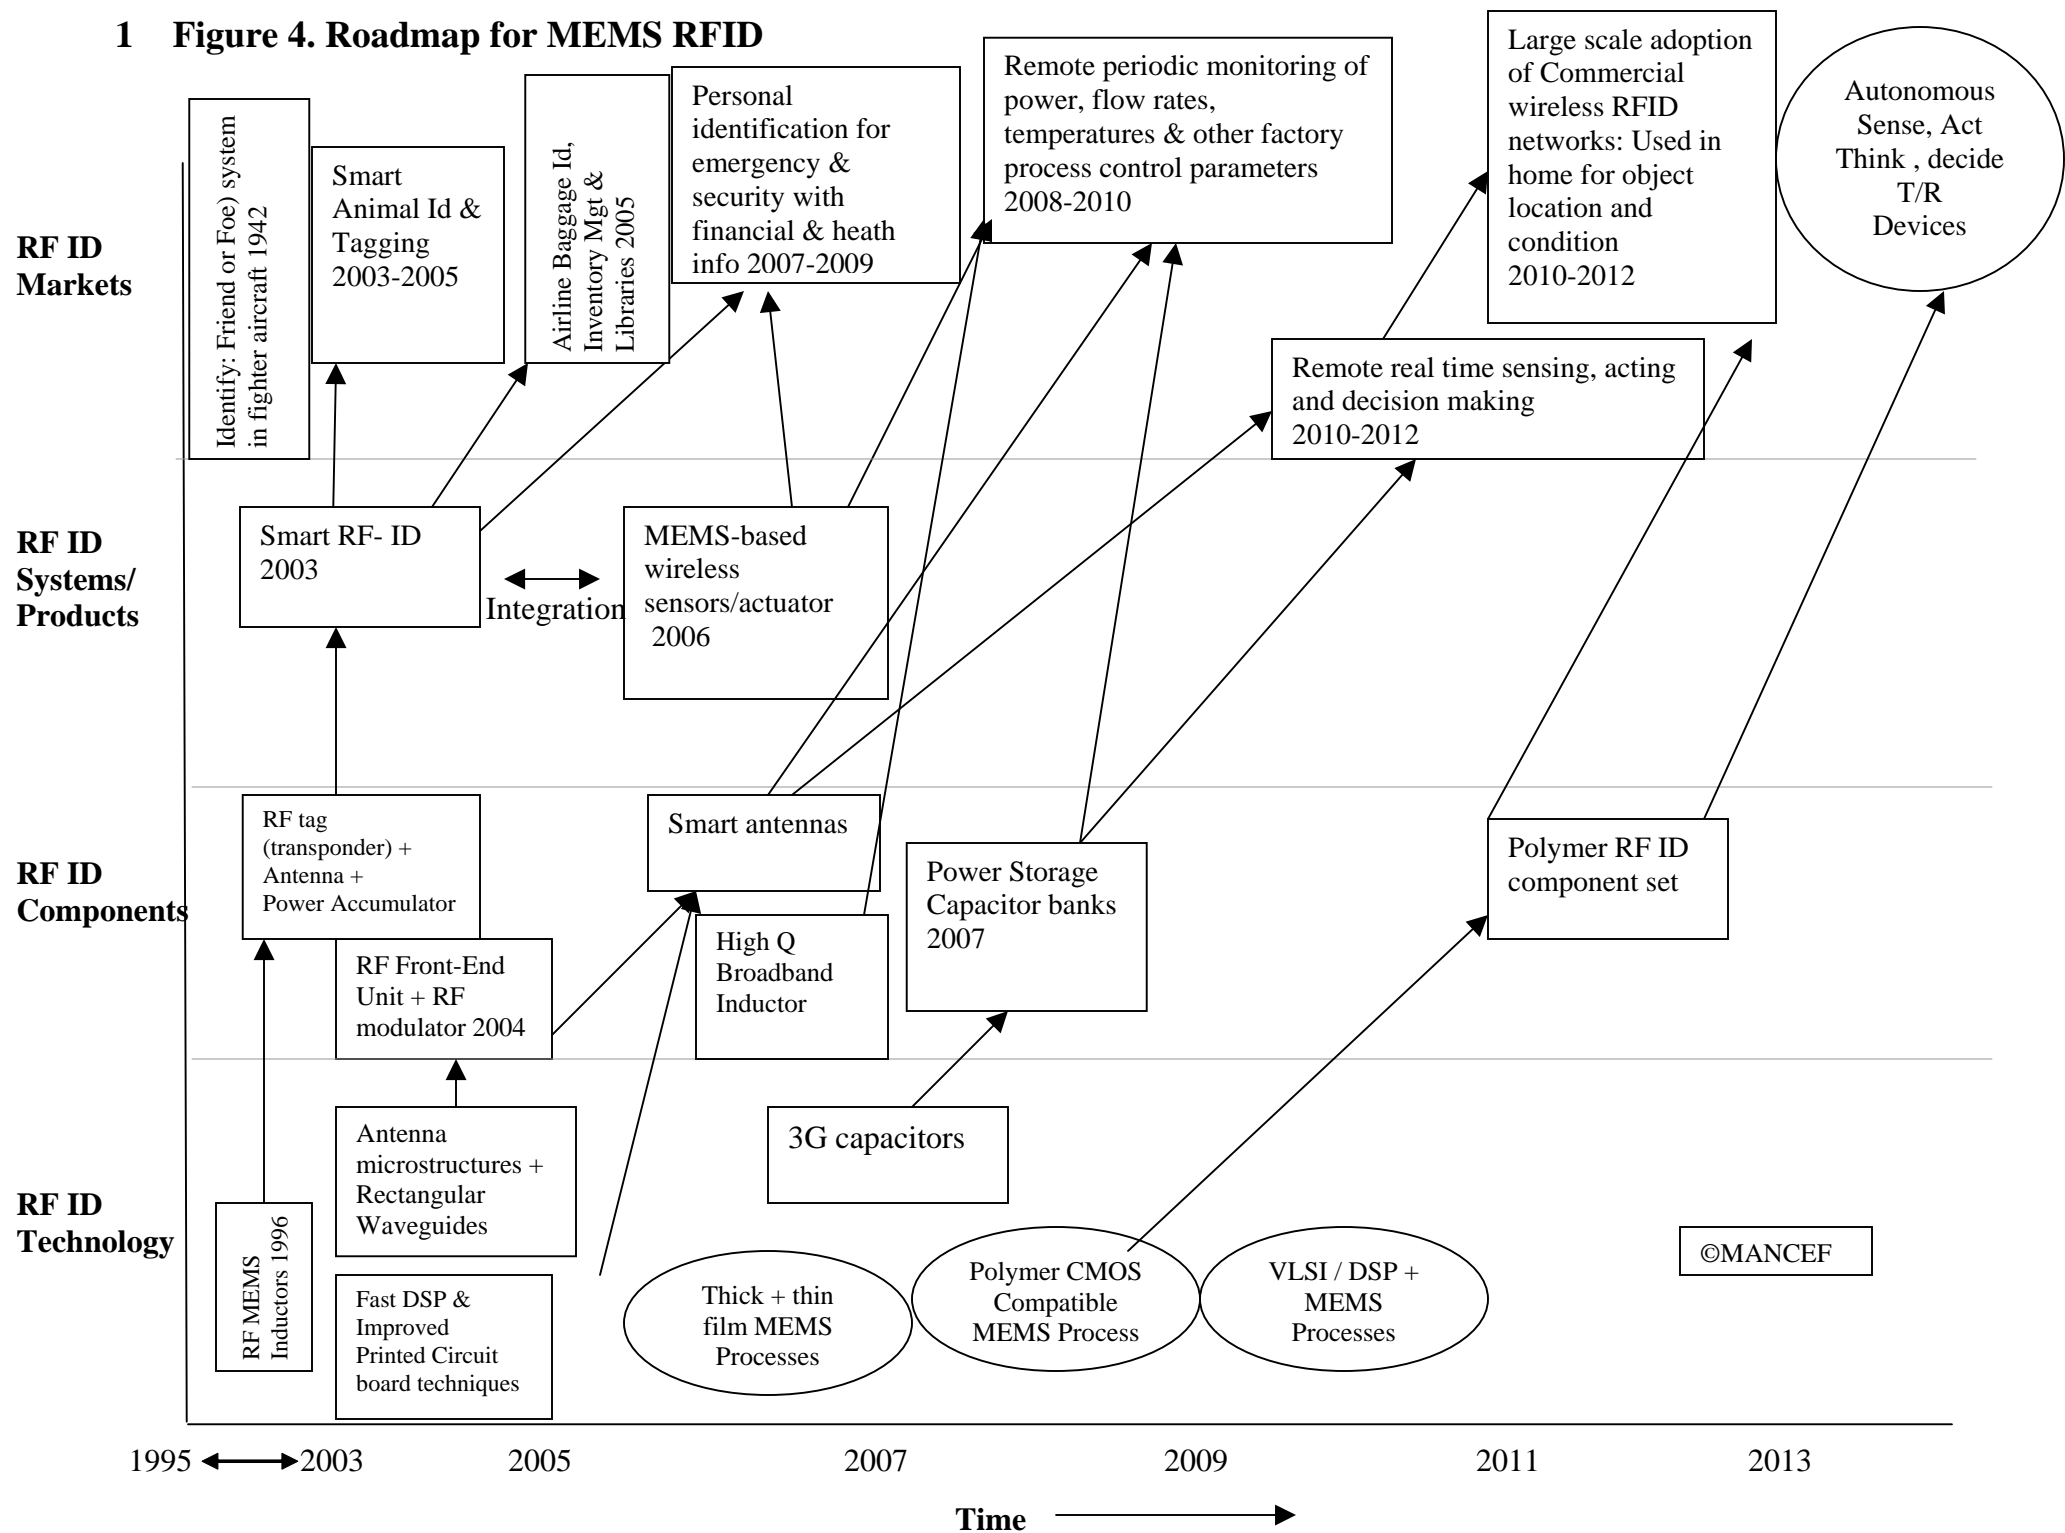 1 Figure 4. Roadmap for MEMS RFID
RF ID
Markets
Identify: Friend or Foe) system
in fighter aircraft 1942
Smart
Animal Id &
Tagging
2003-2005
Airline Baggage Id,
Inventory Mgt &
Libraries 2005
Personal
identification for
emergency &
security with
financial & heath
info 2007-2009
Remote periodic monitoring of
power, flow rates,
temperatures & other factory
process control parameters
2008-2010
Large scale adoption
of Commercial
wireless RFID
networks: Used in
home for object
location and
condition
2010-2012
Autonomous
Sense, Act
Think , decide
T/R
Devices
Remote real time sensing, acting
and decision making
2010-2012
RF ID
Systems/
Products
Smart RF- ID
2003
Integration
MEMS-based
wireless
sensors/actuator
2006
RF ID
Components
RF tag
(transponder) +
Antenna +
Power Accumulator
RF Front-End
Unit + RF
modulator 2004
Smart antennas
High Q
Broadband
Inductor
Power Storage
Capacitor banks
2007
Polymer RF ID
component set
RF ID
Technology
RF MEMS
Inductors 1996
Antenna
microstructures +
Rectangular
Waveguides
Fast DSP &
Improved
Printed Circuit
board techniques
3G capacitors
Thick + thin
film MEMS
Processes
Polymer CMOS
Compatible
MEMS Process
VLSI / DSP +
MEMS
Processes
©MANCEF
1995 2003 2005 2007 2009 2011 2013
Time